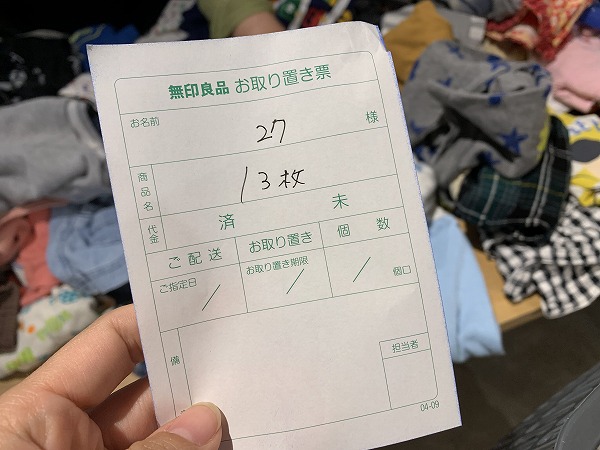 無印良品 お取り置き票
お名前
27 様
商品名 13枚
代金 済 未
ご配送 お取り置き 個数
ご指定日 / お取り置き期限 / / 個口
備
担当者
04-09